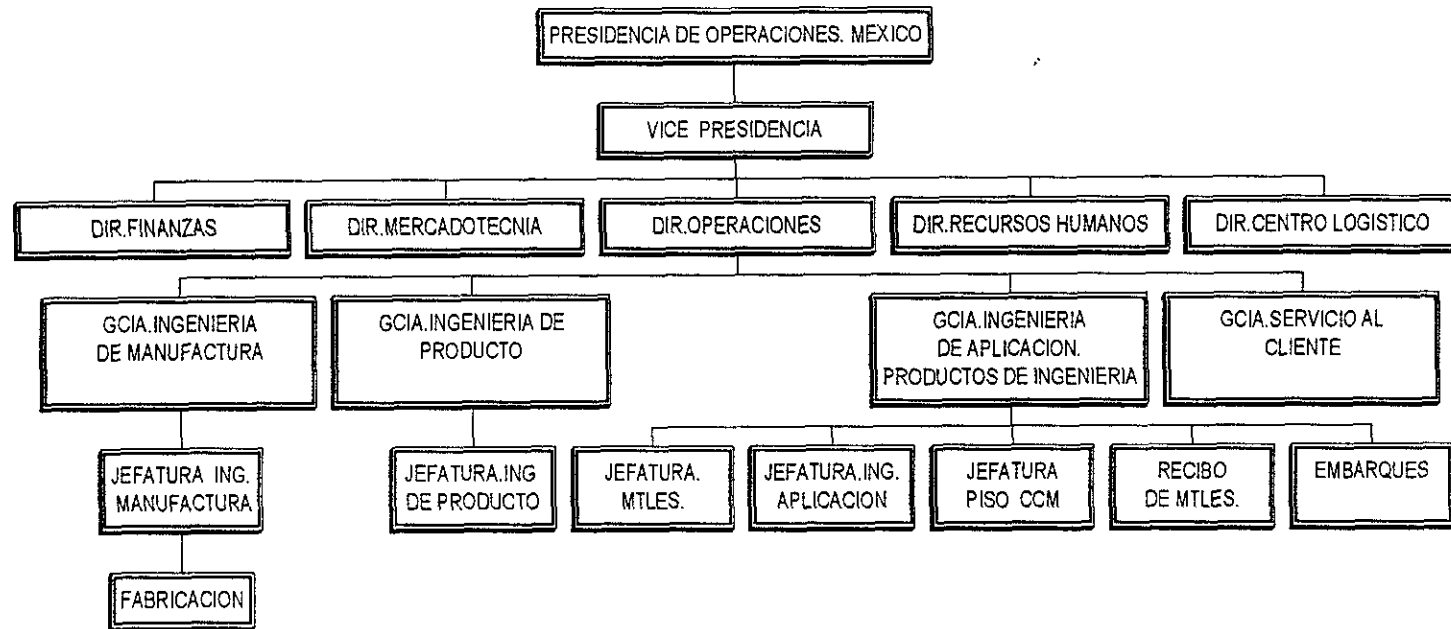 PRESIDENCIA DE OPERACIONES. MEXICO
VICE PRESIDENCIA
DIR.FINANZAS
DIR.MERCADOTECNIA
DIR.OPERACIONES
DIR.RECURSOS HUMANOS
DIR.CENTRO LOGISTICO
GCIA.INGENIERIA
DE MANUFACTURA
GCIA.INGENIERIA DE
PRODUCTO
GCIA.INGENIERIA
DE APLICACION.
PRODUCTOS DE INGENIERIA
GCIA.SERVICIO AL
CLIENTE
JEFATURA ING.
MANUFACTURA
JEFATURA.ING
DE PRODUCTO
JEFATURA.
MTLES.
JEFATURA.ING.
APLICACION
JEFATURA
PISO CCM
RECIBO
DE MTLES.
EMBARQUES
FABRICACION